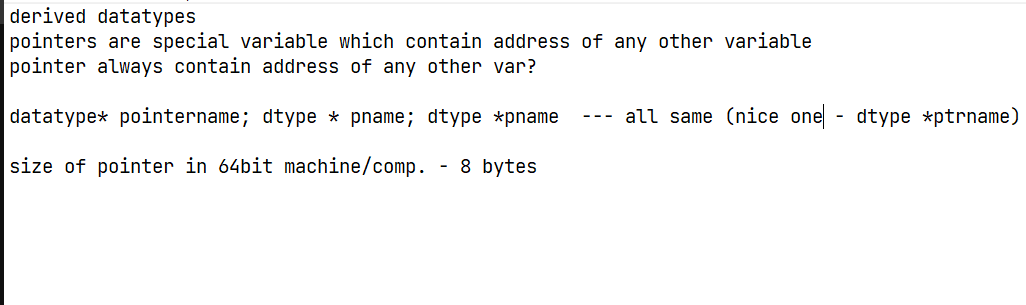 derived datatypes
pointers are special variable which contain address of any other variable
pointer always contain address of any other var?
datatype* pointername; dtype * pname; dtype *pname  --- all same (nice one - dtype *ptrname)
size of pointer in 64bit machine/comp. - 8 bytes